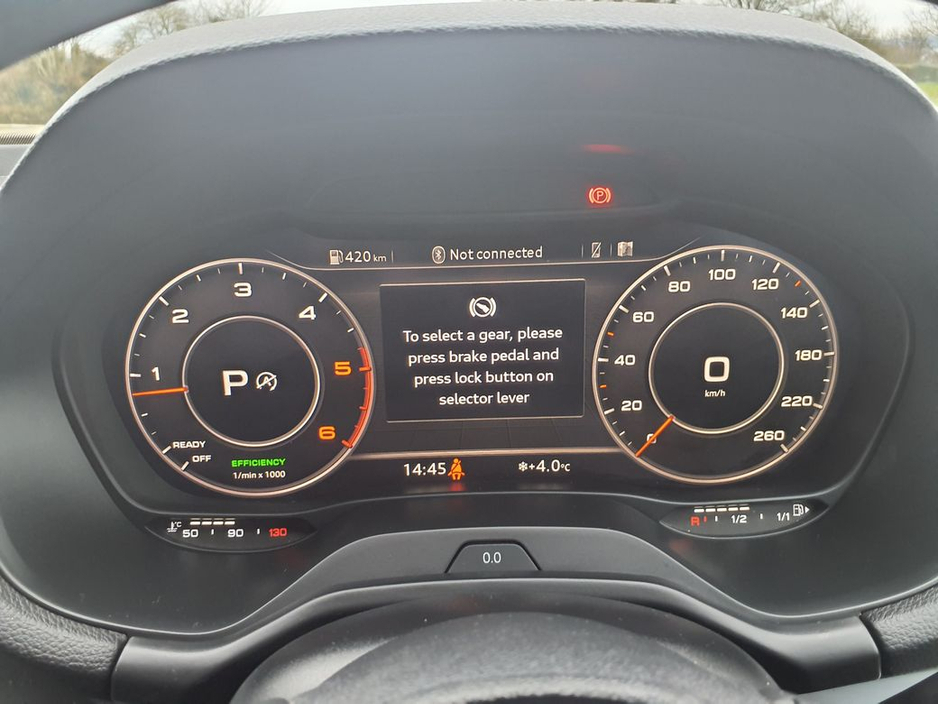 P
420 km
Not connected
To select a gear, please
press brake pedal and
press lock button on
selector lever
1
2
3
4
5
6
P
A
READY
OFF
EFFICIENCY
1/min x 1000
0
20
40
60
80
100
120
140
180
220
260
0
km/h
14:45
+4.0°C
°C
50
90
130
R
1/2
1/1
0.0